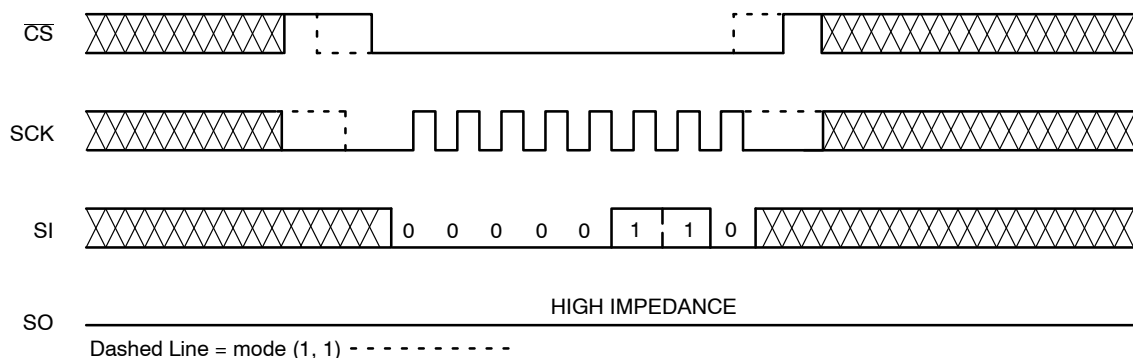 CS
SCK
SI
0 0 0 0 0 1 1 0
HIGH IMPEDANCE
SO
Dashed Line = mode (1, 1)